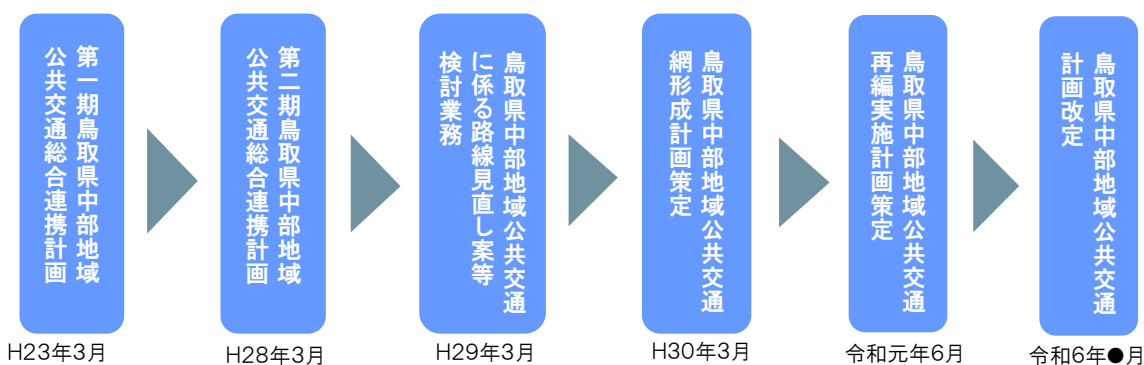 第一期鳥取県中部地域
公共交通総合連携計画
第二期鳥取県中部地域
公共交通総合連携計画
鳥取県中部地域公共交通
に係る路線見直し案等
検討業務
鳥取県中部地域公共交通
網形成計画策定
鳥取県中部地域公共交通
再編実施計画策定
鳥取県中部地域公共交通
計画改定
H23年3月
H28年3月
H29年3月
H30年3月
令和元年6月
令和6年●月